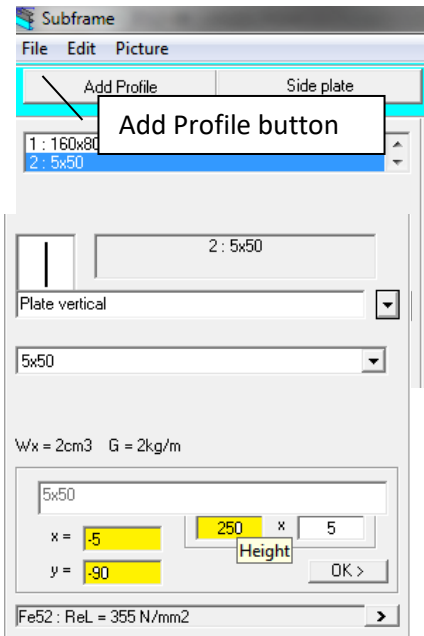 Subframe
File Edit Picture
Add Profile Side plate
Add Profile button
1 : 160x80
2 : 5x50
2 : 5x50
Plate vertical
5x50
Wx = 2cm3 G = 2kg/m
5x50
x = -5 250 x 5
Height
y = -90 OK >
Fe52 : ReL = 355 N/mm2 >